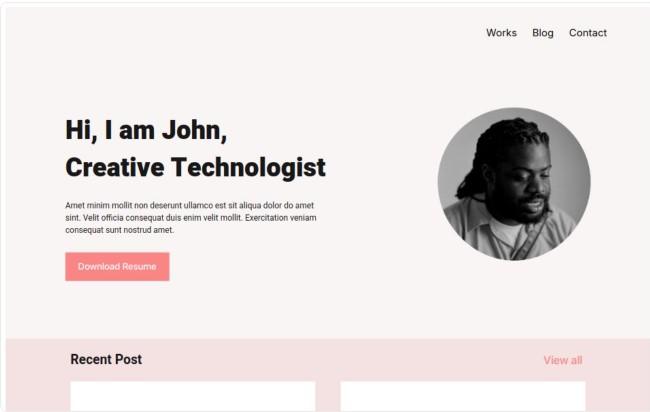 Works Blog Contact
Hi, I am John,
Creative Technologist
Amet minim mollit non deserunt ullamco est sit aliqua dolor do amet
sint. Velit officia consequat duis enim velit mollit. Exercitation veniam
consequat sunt nostrud amet.
Download Resume
Recent Post
View all